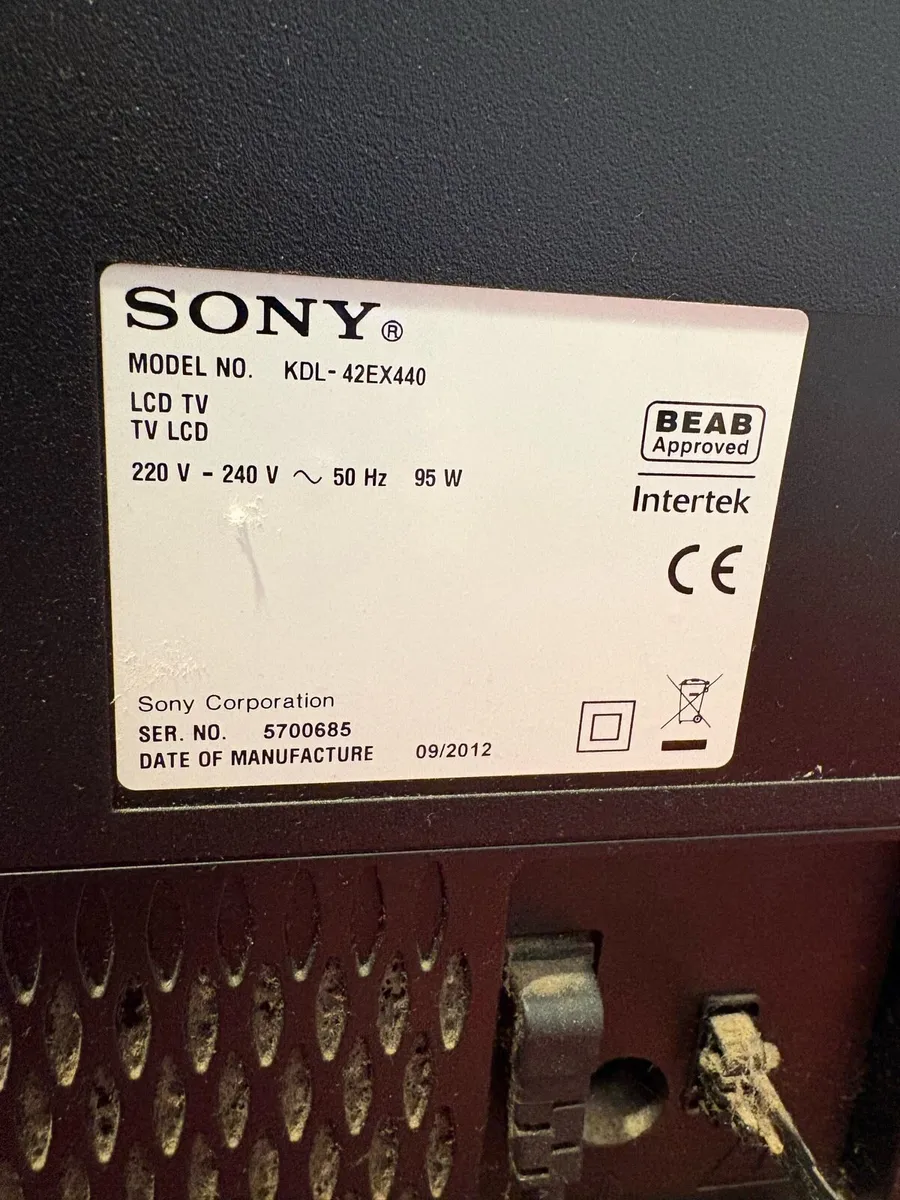 SONY®
MODEL NO. KDL-42EX440
LCD TV
TV LCD
220 V - 240 V ~ 50 Hz 95 W
BEAB
Approved
Intertek
CE
Sony Corporation
SER. NO. 5700685
DATE OF MANUFACTURE 09/2012